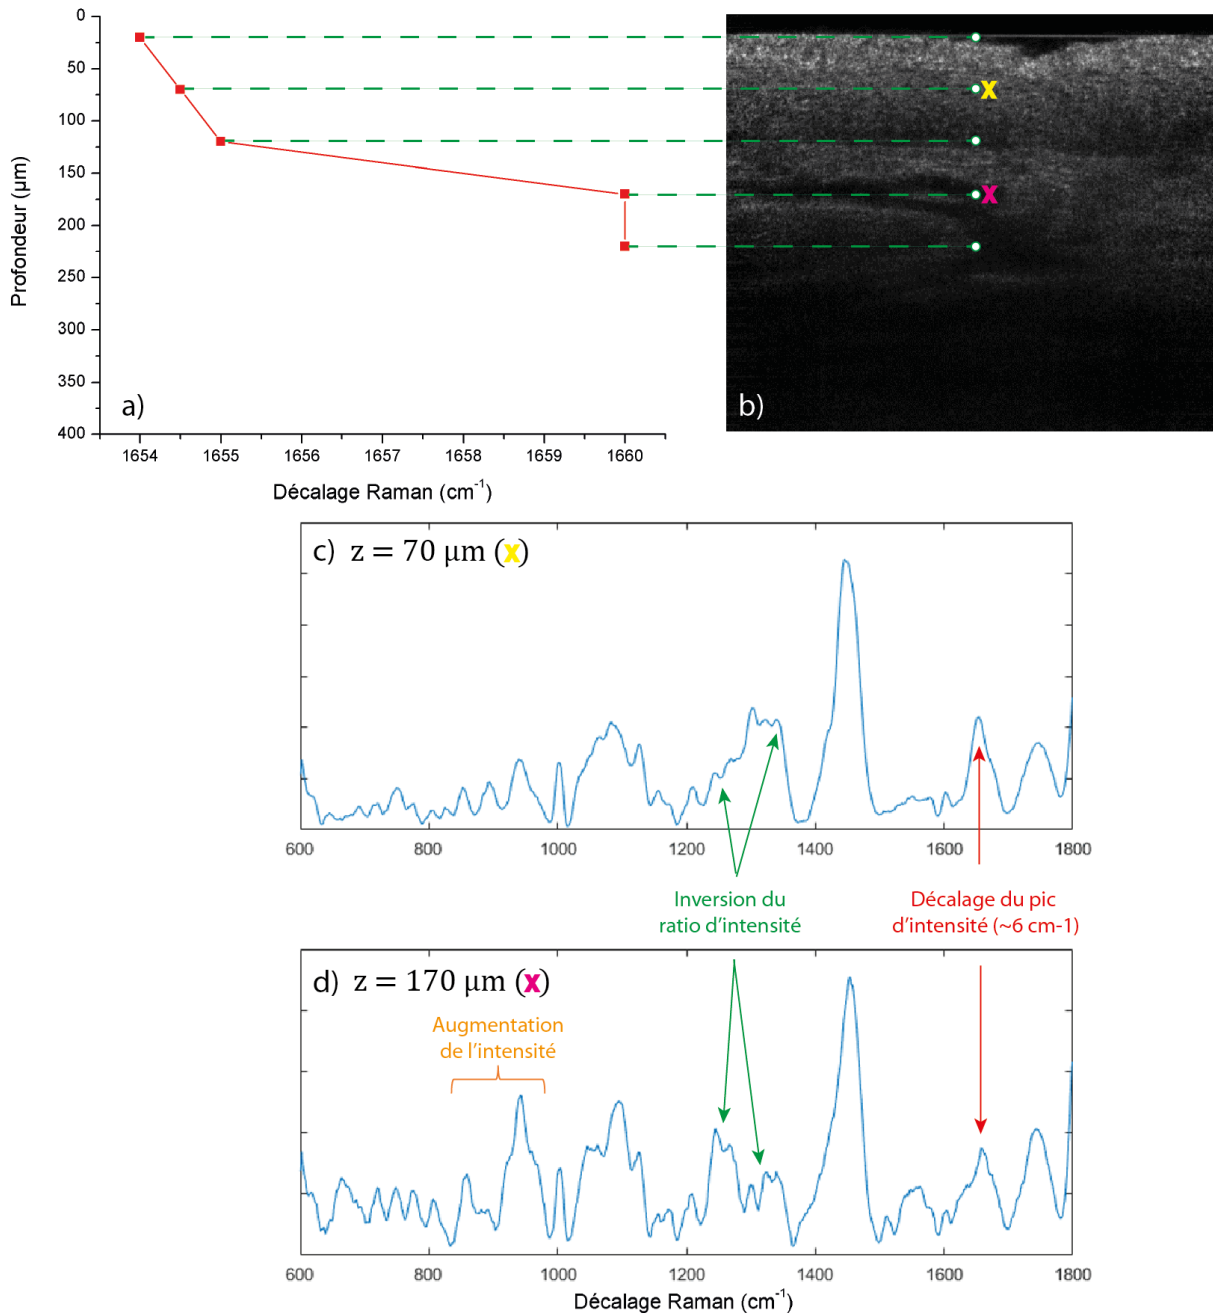 0
50
100
150
200
250
300
350
400
Profondeur (µm)
a)
b)
1654
1655
1656
1657
1658
1659
1660
Décalage Raman (cm-1)
X
X
c) z = 70 µm (X)
600
800
1000
1200
1400
1600
1800
Inversion du
ratio d'intensité
Décalage du pic
d'intensité (~6 cm-1)
d) z = 170 µm (X)
Augmentation
de l'intensité
600
800
1000
1200
1400
1600
1800
Décalage Raman (cm-1)